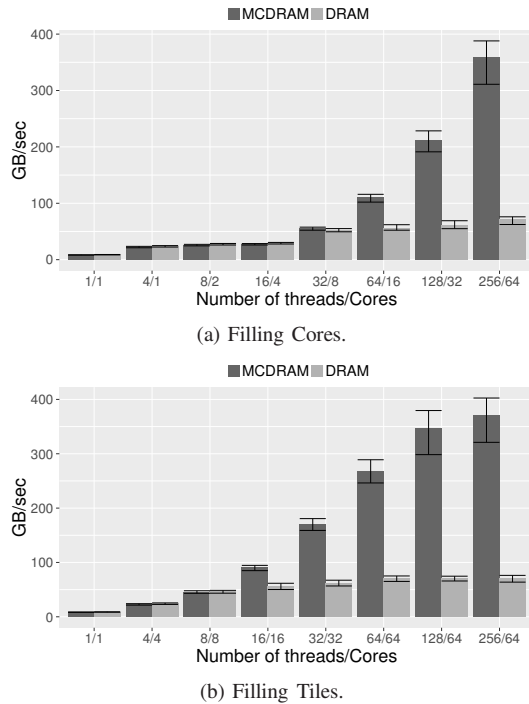 MCDRAM DRAM
400
300
200
100
0
GB/sec
1/1 4/1 8/2 16/4 32/8 64/16 128/32 256/64
Number of threads/Cores
(a) Filling Cores.
MCDRAM DRAM
400
300
200
100
0
GB/sec
1/1 4/4 8/8 16/16 32/32 64/64 128/64 256/64
Number of threads/Cores
(b) Filling Tiles.